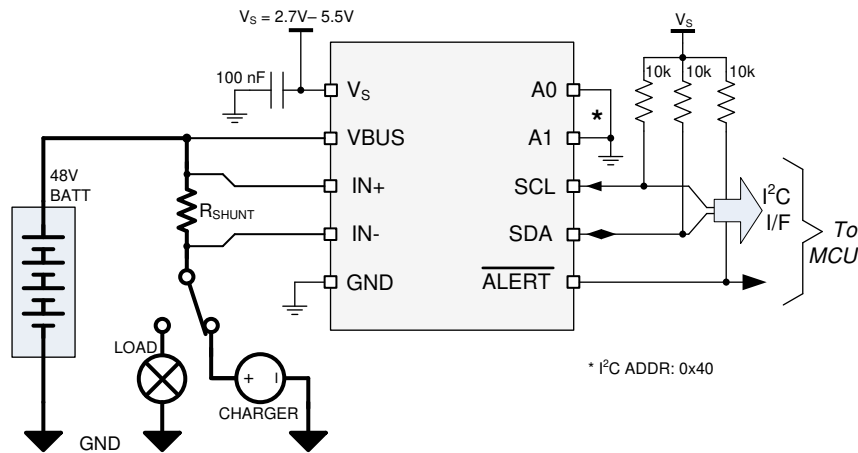 V_S = 2.7V– 5.5V
V_S
100 nF
10k
10k
10k
V_S
A0
*
VBUS
A1
48V
BATT
IN+
SCL
I²C
I/F
R_SHUNT
To
MCU
IN-
SDA
GND
ALERT
LOAD
* I²C ADDR: 0x40
+
I
CHARGER
GND